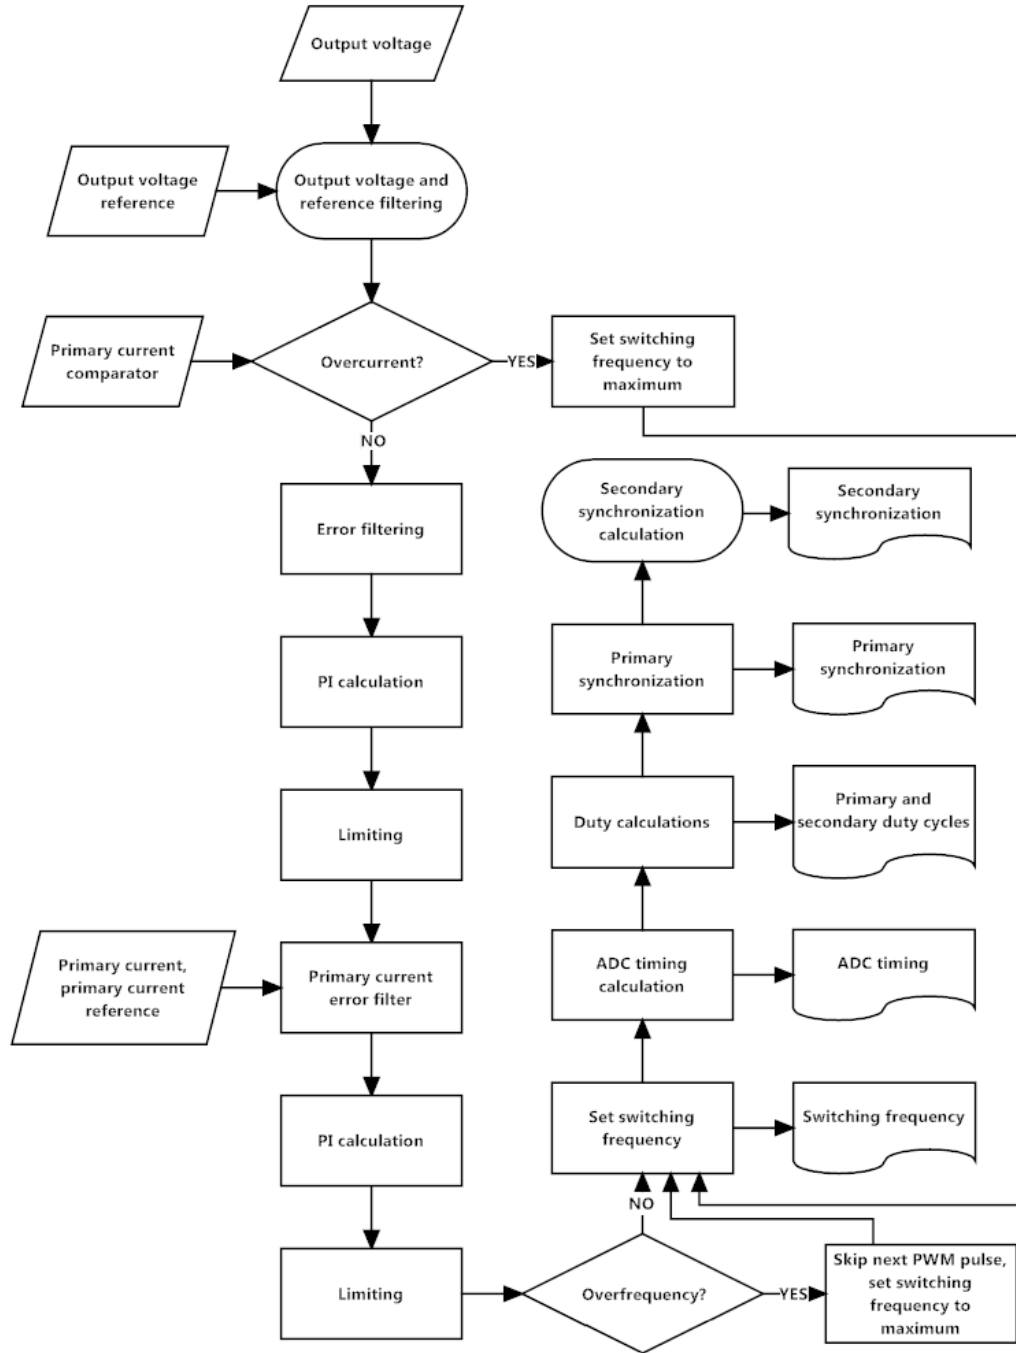 Output voltage
Output voltage
reference
Output voltage and
reference filtering
Primary current
comparator
Overcurrent?
YES
Set switching
frequency to
maximum
NO
Error filtering
PI calculation
Limiting
Primary current,
primary current
reference
Primary current
error filter
PI calculation
Limiting
Overfrequency?
YES
Skip next PWM pulse,
set switching
frequency to
maximum
NO
Set switching
frequency
Switching frequency
ADC timing
calculation
ADC timing
Duty calculations
Primary and
secondary duty cycles
Primary
synchronization
Primary
synchronization
Secondary
synchronization
calculation
Secondary
synchronization